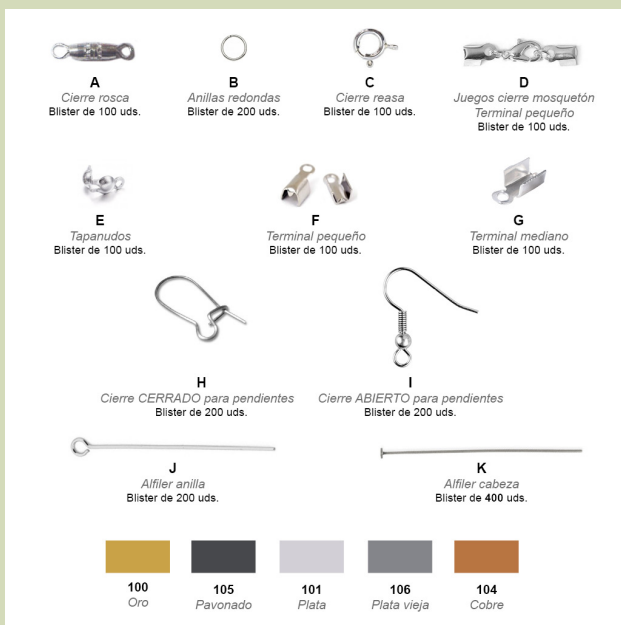 A
Cierre rosca
Blister de 100 uds.
B
Anillas redondas
Blister de 200 uds.
C
Cierre reasa
Blister de 100 uds.
D
Juegos cierre mosquetón
Terminal pequeño
Blister de 100 uds.
E
Tapanudos
Blister de 100 uds.
F
Terminal pequeño
Blister de 100 uds.
G
Terminal mediano
Blister de 100 uds.
H
Cierre CERRADO para pendientes
Blister de 200 uds.
I
Cierre ABIERTO para pendientes
Blister de 200 uds.
J
Alfiler anilla
Blister de 200 uds.
K
Alfiler cabeza
Blister de 400 uds.
100
Oro
105
Pavonado
101
Plata
106
Plata vieja
104
Cobre